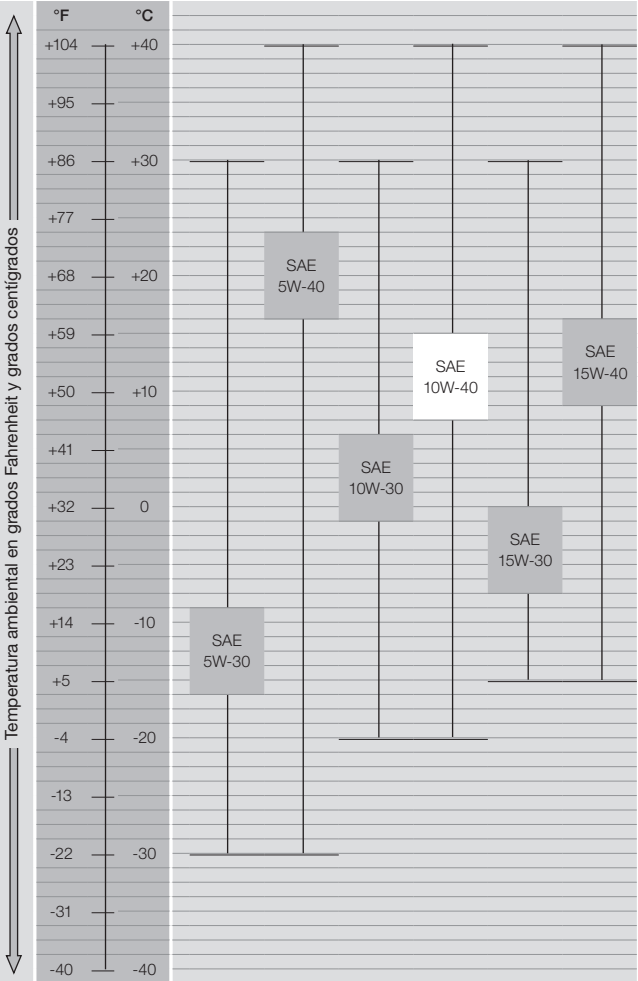 °F °C
+104 +40
+95
+86 +30
+77
+68 +20
+59
+50 +10
+41
+32 0
+23
+14 -10
+5
-4 -20
-13
-22 -30
-31
-40 -40
Temperatura ambiental en grados Fahrenheit y grados centígrados
SAE
5W-30
SAE
5W-40
SAE
10W-30
SAE
10W-40
SAE
15W-30
SAE
15W-40